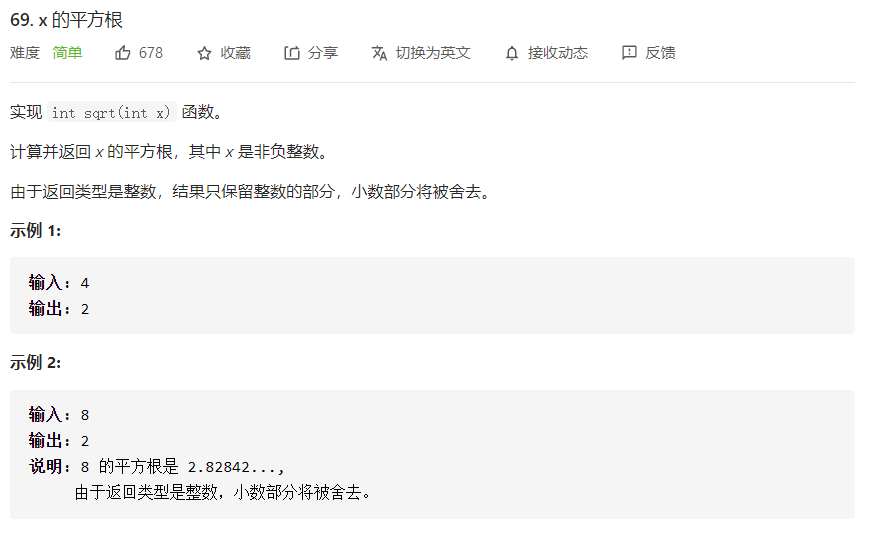 69. x 的平方根
难度 简单 678 收藏 分享 切换为英文 接收动态 反馈
实现 int sqrt(int x) 函数。
计算并返回 x 的平方根，其中 x 是非负整数。
由于返回类型是整数，结果只保留整数的部分，小数部分将被舍去。
示例 1:
输入: 4
输出: 2
示例 2:
输入: 8
输出: 2
说明: 8 的平方根是 2.82842...,
由于返回类型是整数，小数部分将被舍去。